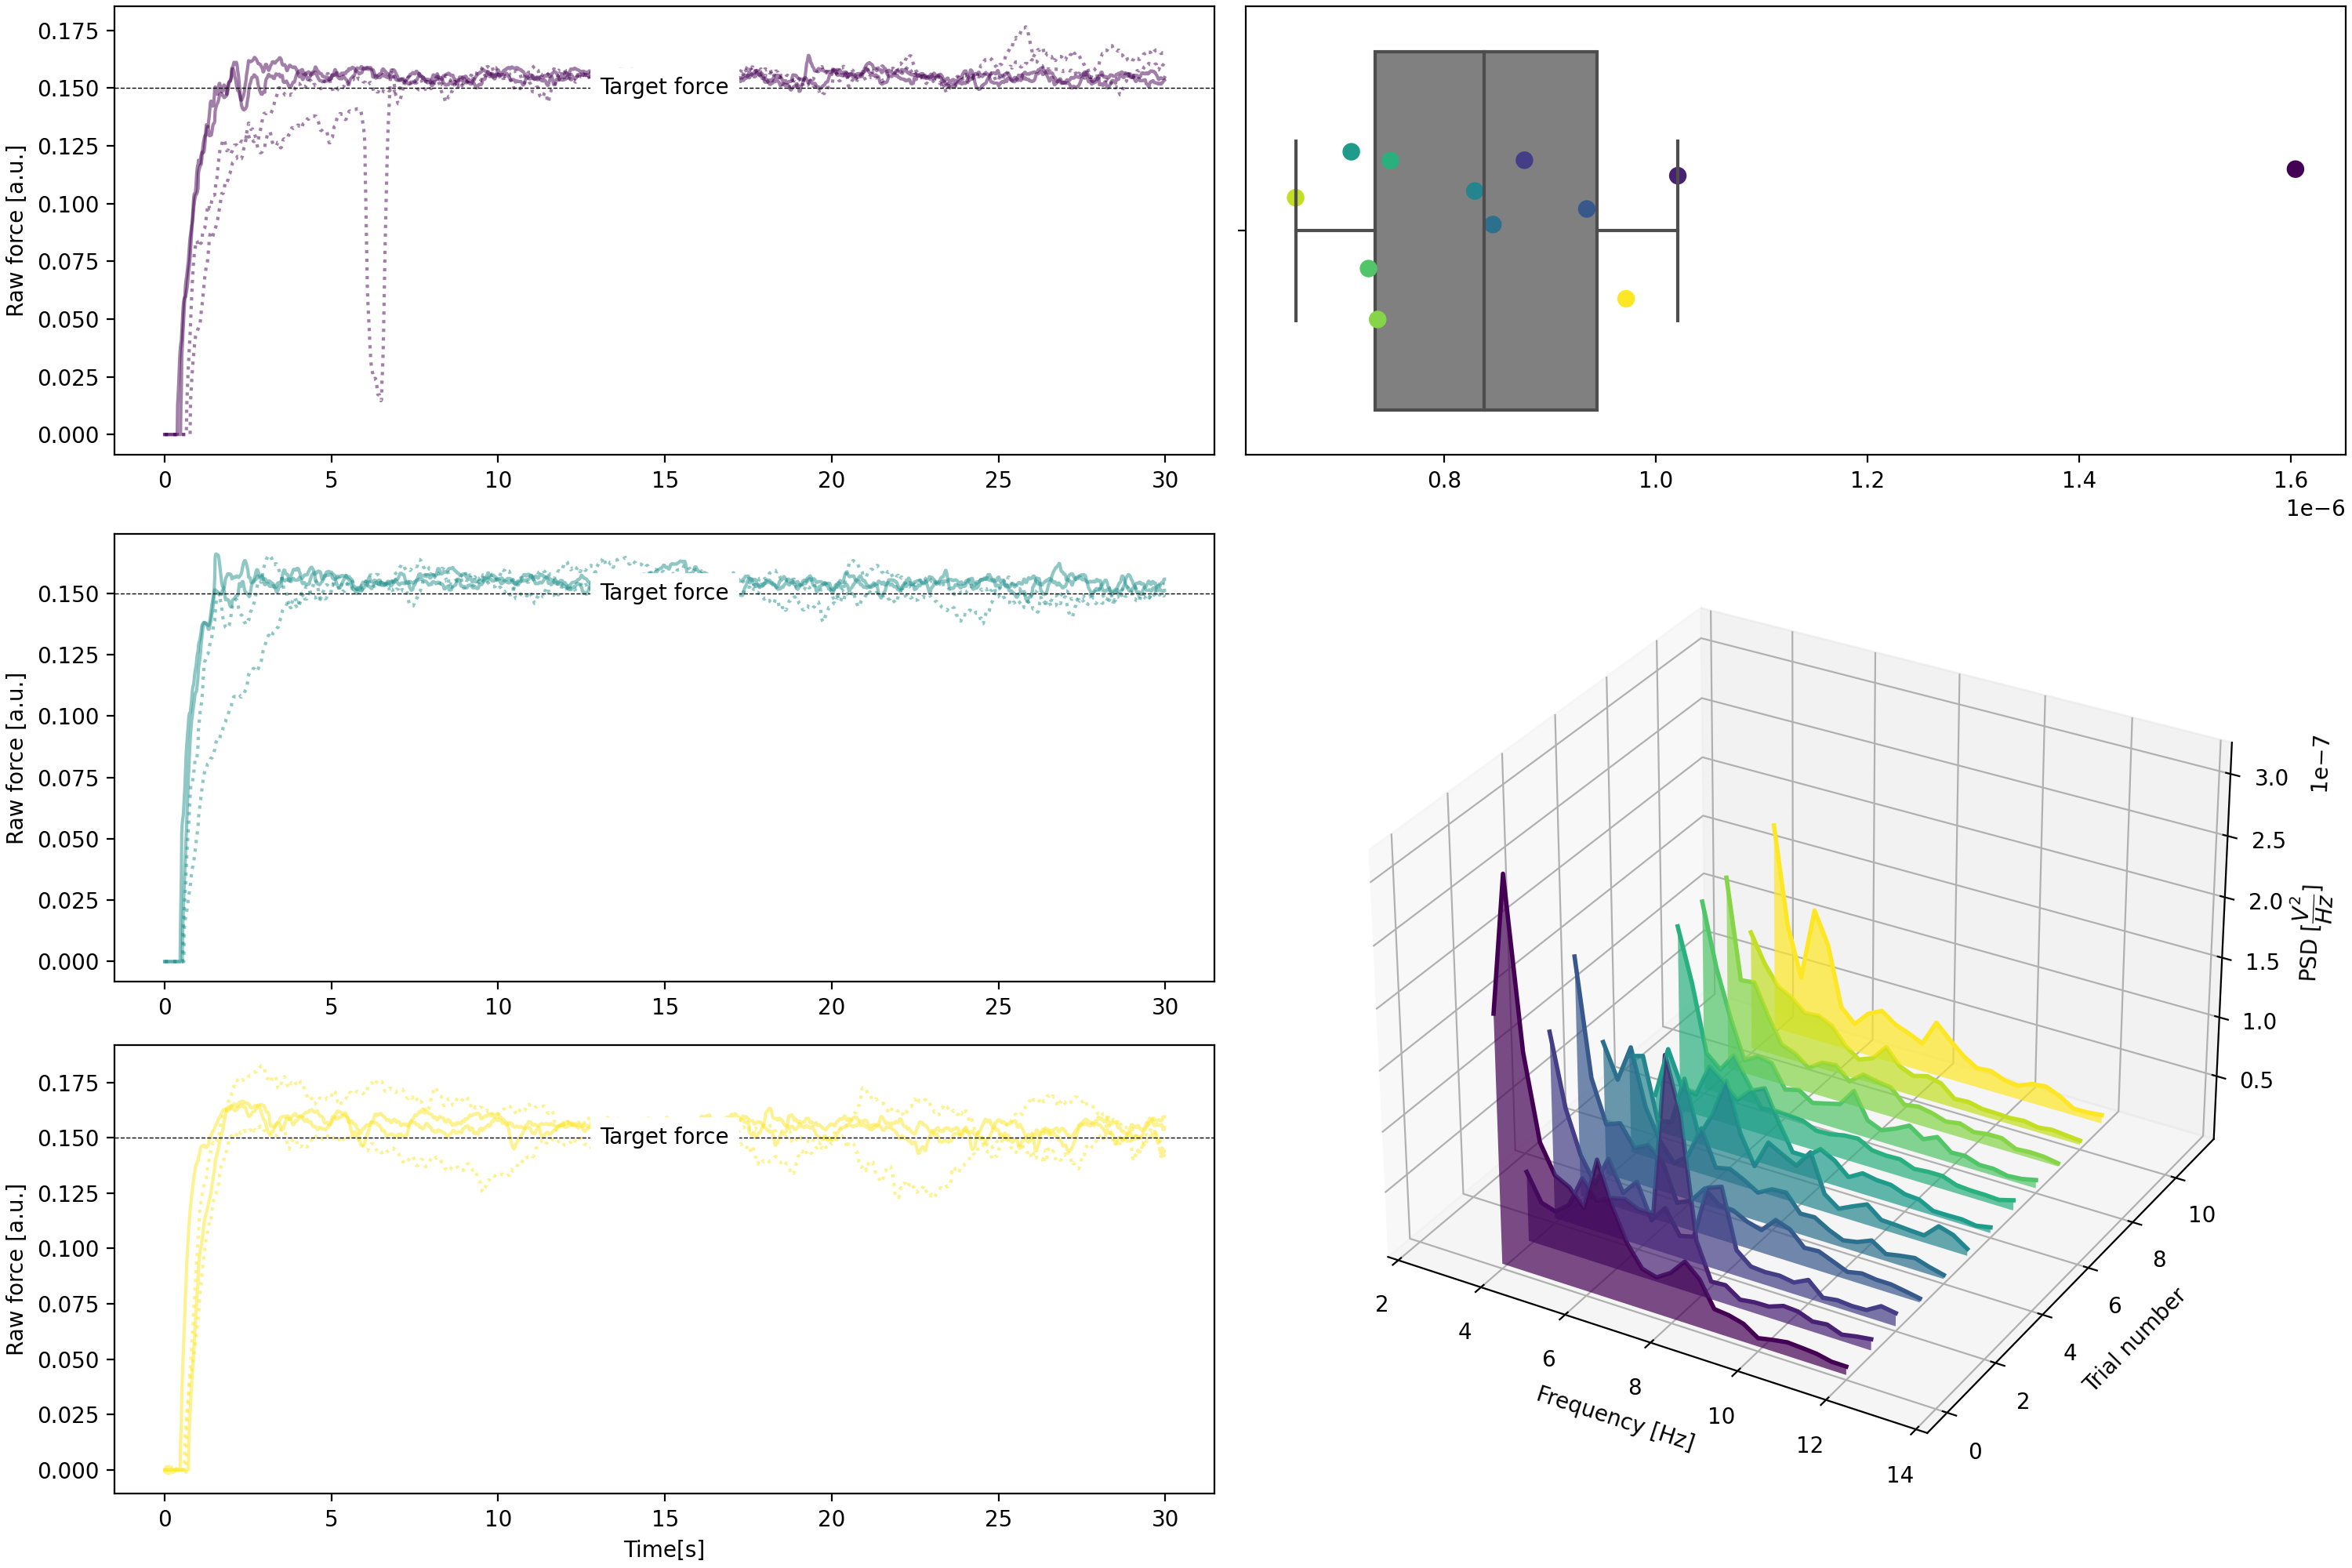 0.175
0.150
0.125
0.100
0.075
0.050
0.025
0.000
Raw force [a.u.]
Target force
0 5 10 15 20 25 30
0.8 1.0 1.2 1.4 1.6
1e−6
0.150
0.125
0.100
0.075
0.050
0.025
0.000
Raw force [a.u.]
Target force
0 5 10 15 20 25 30
0.175
0.150
0.125
0.100
0.075
0.050
0.025
0.000
Raw force [a.u.]
Target force
0 5 10 15 20 25 30
Time[s]
1e−7
3.0
2.5
2.0
1.5
1.0
0.5
PSD [V²/Hz]
10
8
6
4
2
0
Trial number
2 4 6 8 10 12 14
Frequency [Hz]